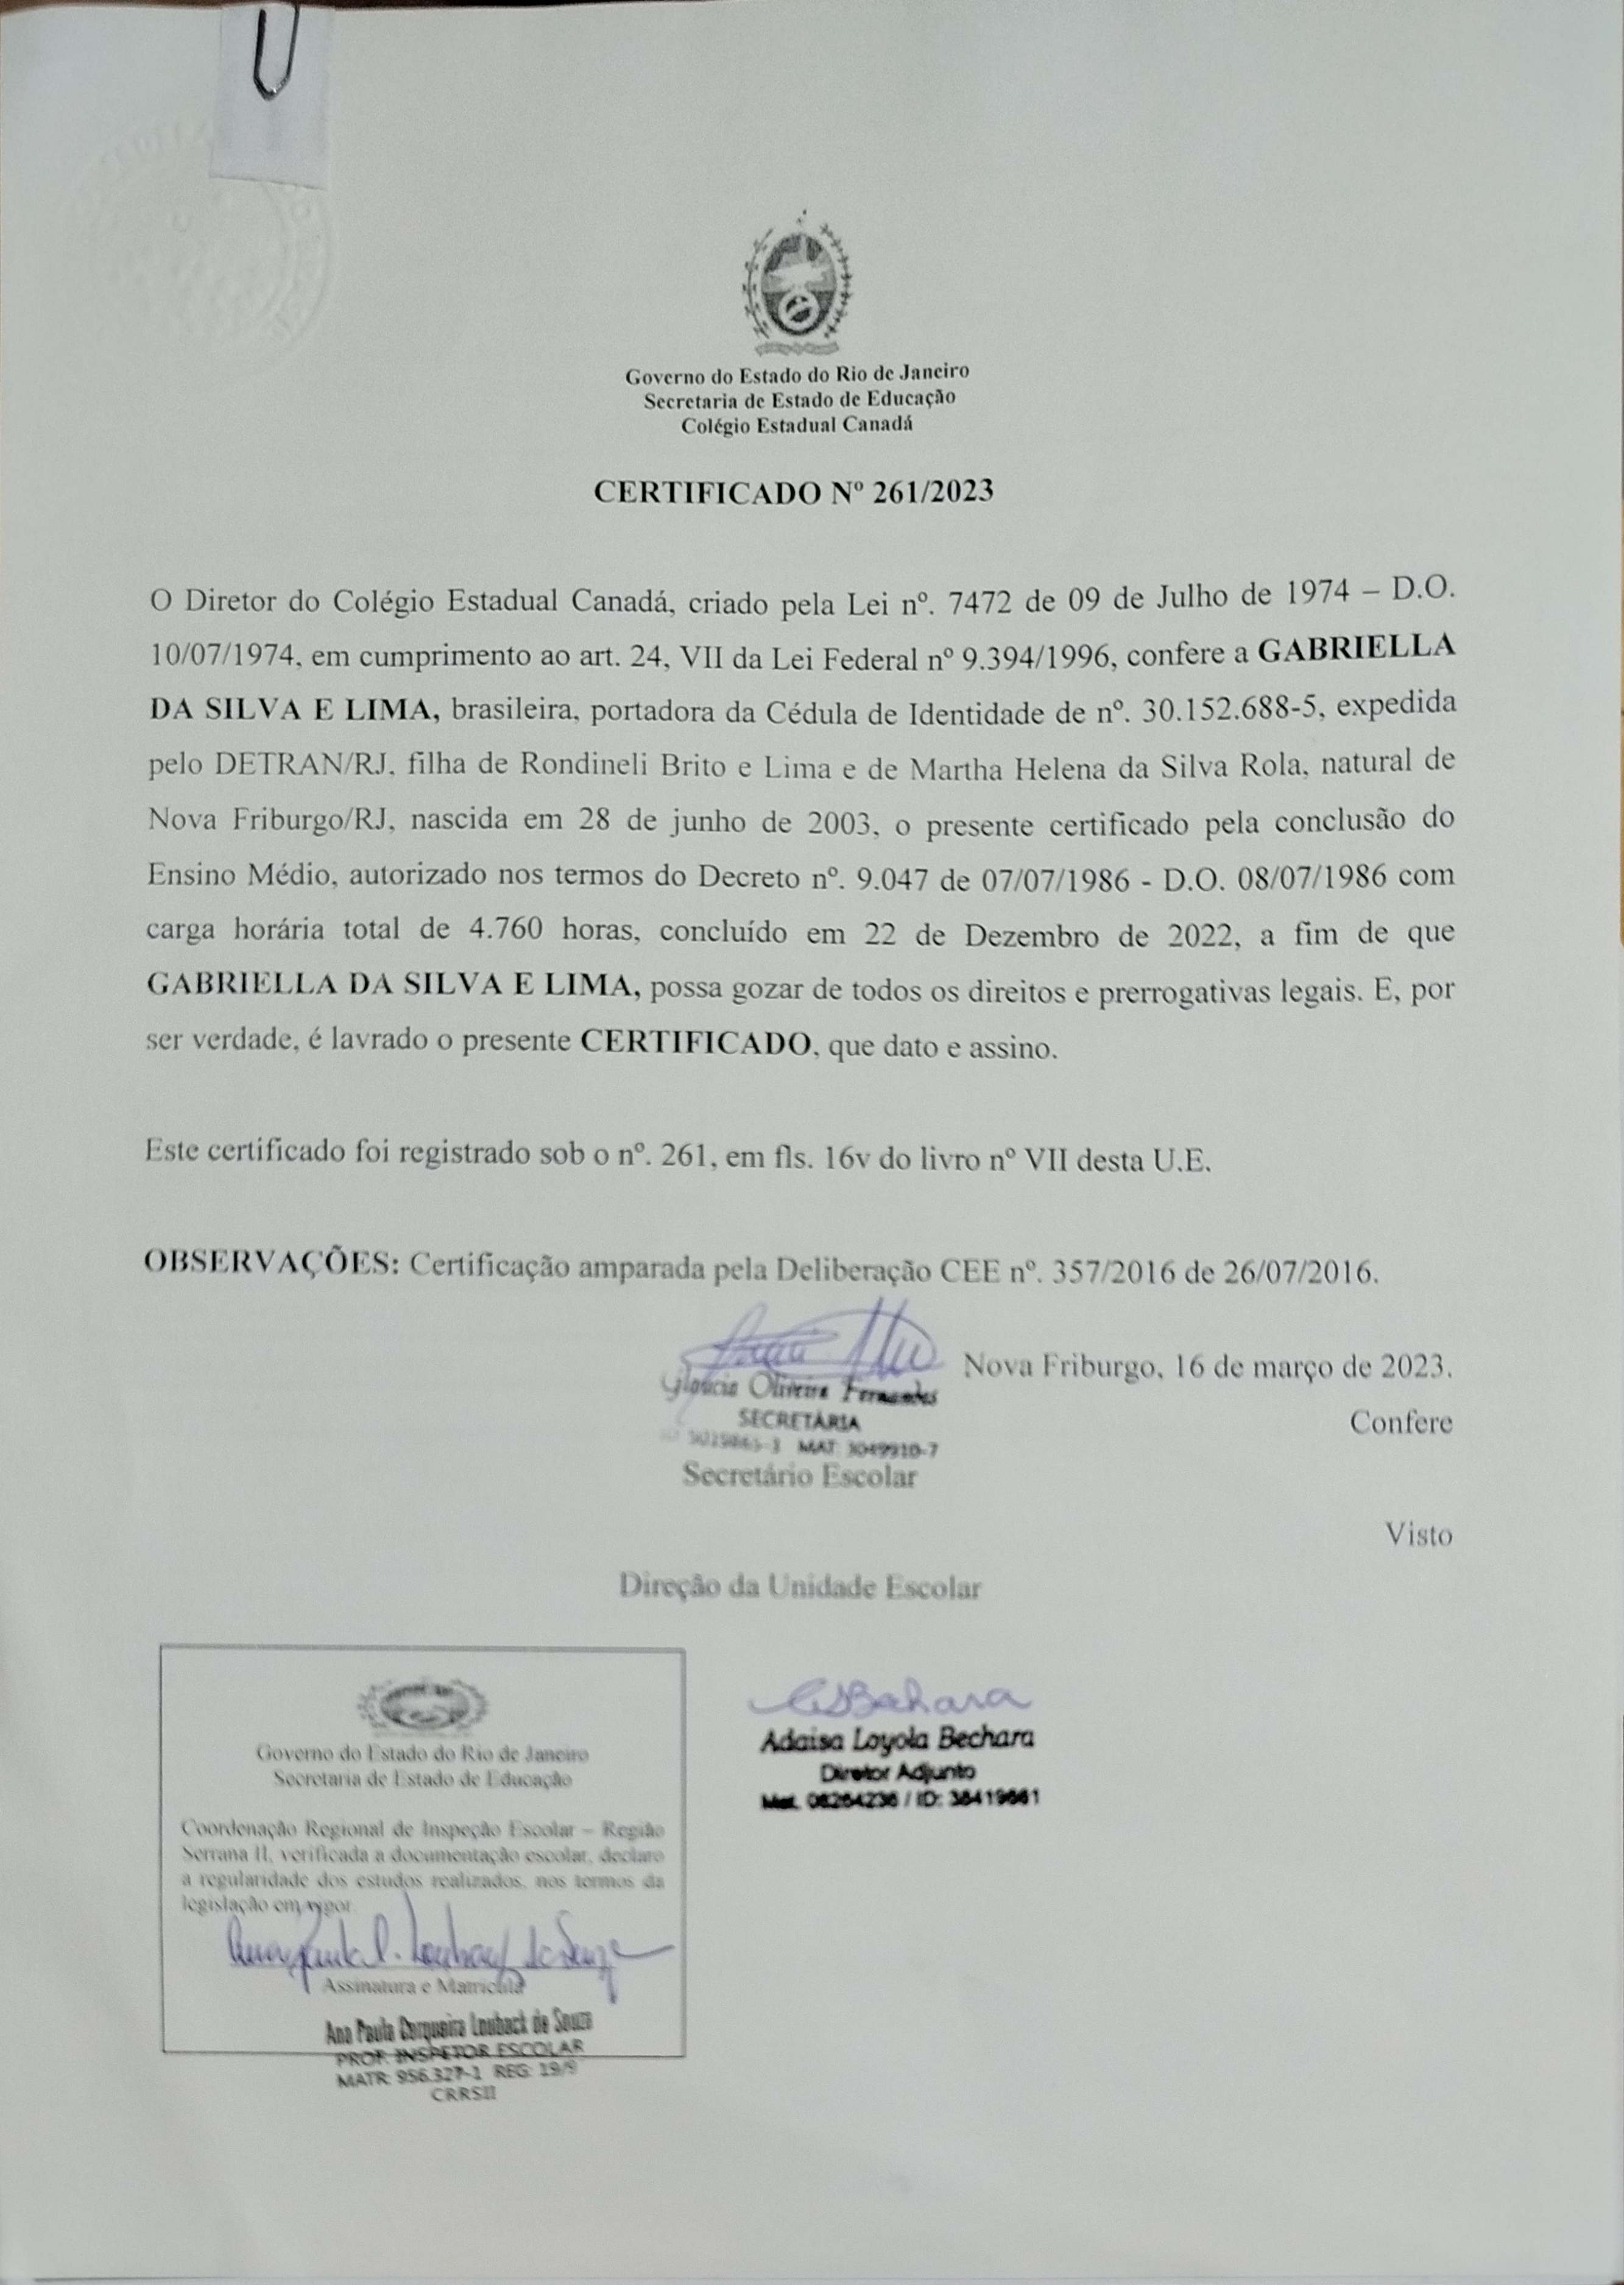 Governo do Estado do Rio de Janeiro
Secretaria de Estado de Educação
Colégio Estadual Canadá
CERTIFICADO Nº 261/2023
O Diretor do Colégio Estadual Canadá, criado pela Lei nº. 7472 de 09 de Julho de 1974 – D.O.
10/07/1974, em cumprimento ao art. 24, VII da Lei Federal nº 9.394/1996, confere a GABRIELLA
DA SILVA E LIMA, brasileira, portadora da Cédula de Identidade de nº. 30.152.688-5, expedida
pelo DETRAN/RJ, filha de Rondineli Brito e Lima e de Martha Helena da Silva Rola, natural de
Nova Friburgo/RJ, nascida em 28 de junho de 2003, o presente certificado pela conclusão do
Ensino Médio, autorizado nos termos do Decreto nº. 9.047 de 07/07/1986 - D.O. 08/07/1986 com
carga horária total de 4.760 horas, concluído em 22 de Dezembro de 2022, a fim de que
GABRIELLA DA SILVA E LIMA, possa gozar de todos os direitos e prerrogativas legais. E, por
ser verdade, é lavrado o presente CERTIFICADO, que dato e assino.
Este certificado foi registrado sob o nº. 261, em fls. 16v do livro nº VII desta U.E.
OBSERVAÇÕES: Certificação amparada pela Deliberação CEE nº. 357/2016 de 26/07/2016.
Nova Friburgo, 16 de março de 2023.
Glaucia Oliveira Fernandes
SECRETÁRIA
MAT: 3049910-7
Confere
Secretário Escolar
Visto
Direção da Unidade Escolar
Bechara
Adaisa Loyola Bechara
Diretor Adjunto
Mat. / ID:
Governo do Estado do Rio de Janeiro
Secretaria de Estado de Educação
Coordenação Regional de Inspeção Escolar – Região
Serrana II, verificada a documentação escolar, declaro
a regularidade dos estudos realizados, nos termos da
legislação em vigor.
Assinatura e Matrícula
Ana Paula Cerqueira Louback de Souza
PROF. INSPETOR ESCOLAR
MATR: 956.327-1 REG: 19/9
CRRSII